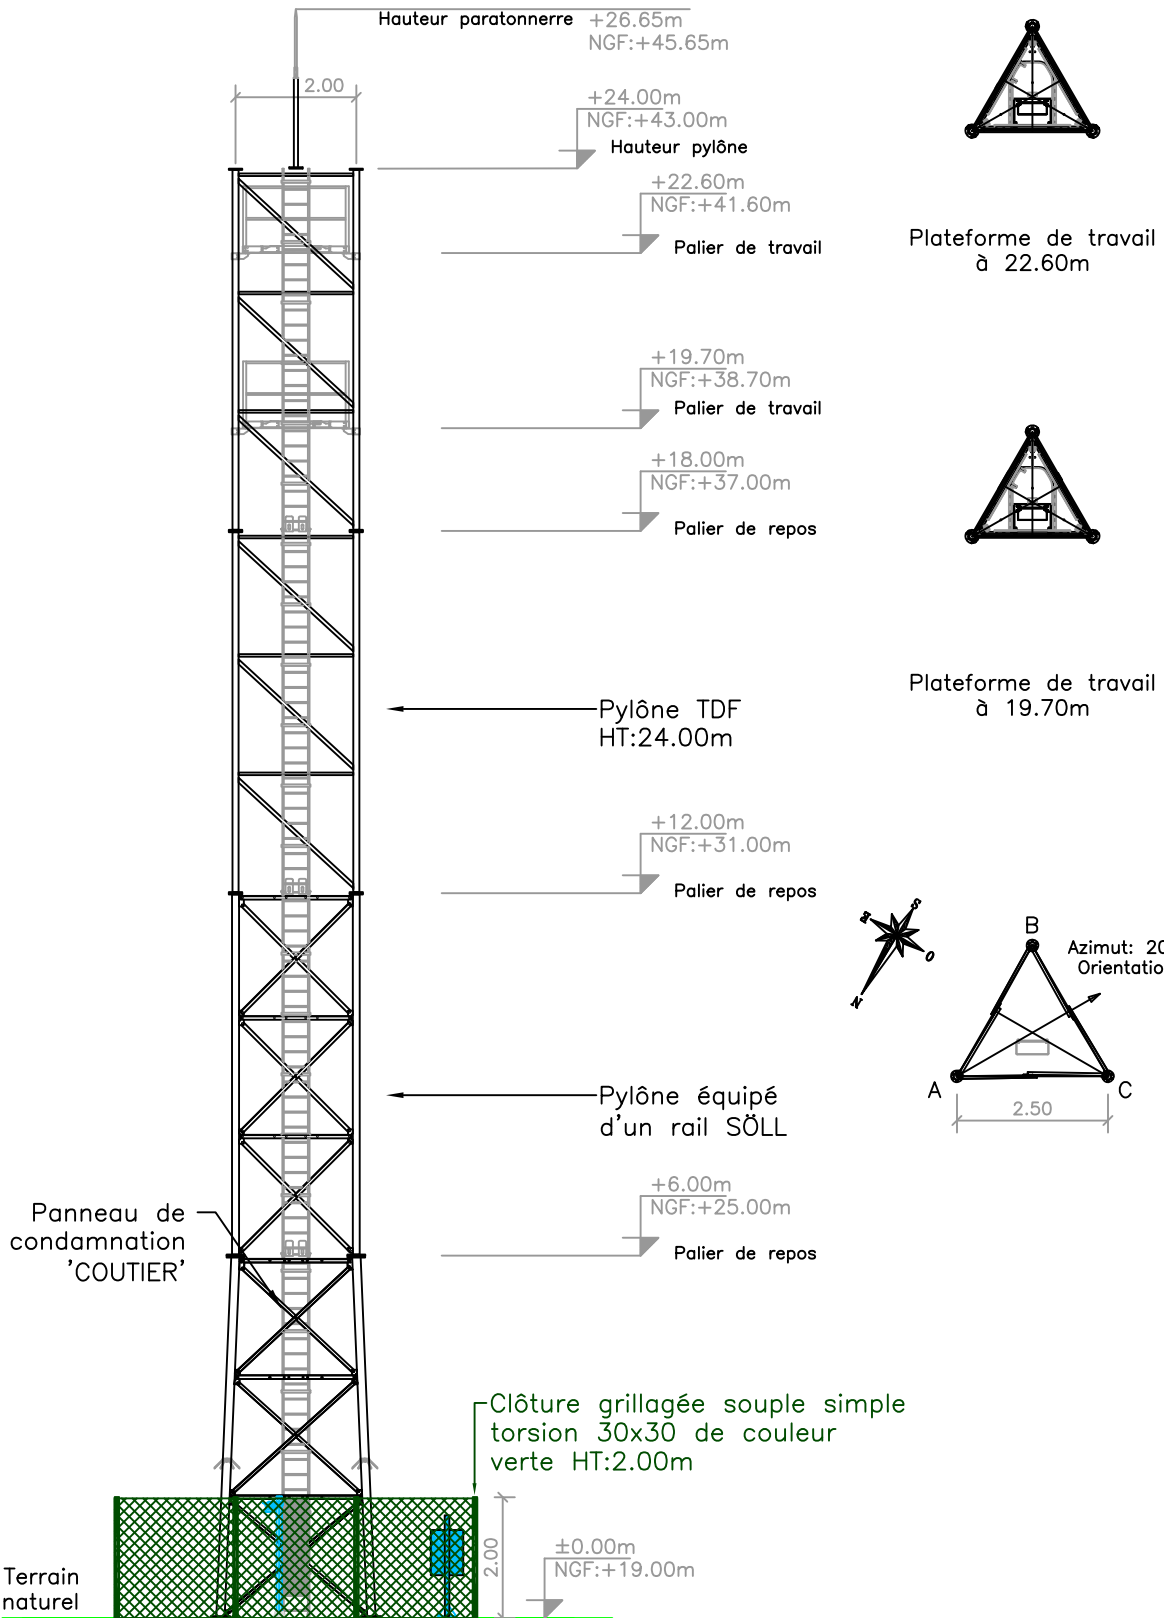 Hauteur paratonnerre
+26.65m
NGF:+45.65m
2.00
+24.00m
NGF:+43.00m
Hauteur pylône
+22.60m
NGF:+41.60m
Palier de travail
Plateforme de travail
à 22.60m
+19.70m
NGF:+38.70m
Palier de travail
+18.00m
NGF:+37.00m
Palier de repos
Plateforme de travail
à 19.70m
Pylône TDF
HT:24.00m
+12.00m
NGF:+31.00m
Palier de repos
S
E
O
N
B
Azimut: 20
Orientatio
A
C
2.50
Pylône équipé
d'un rail SÖLL
+6.00m
NGF:+25.00m
Palier de repos
Panneau de
condamnation
'COUTIER'
Clôture grillagée souple simple
torsion 30x30 de couleur
verte HT:2.00m
2.00
±0.00m
NGF:+19.00m
Terrain
naturel